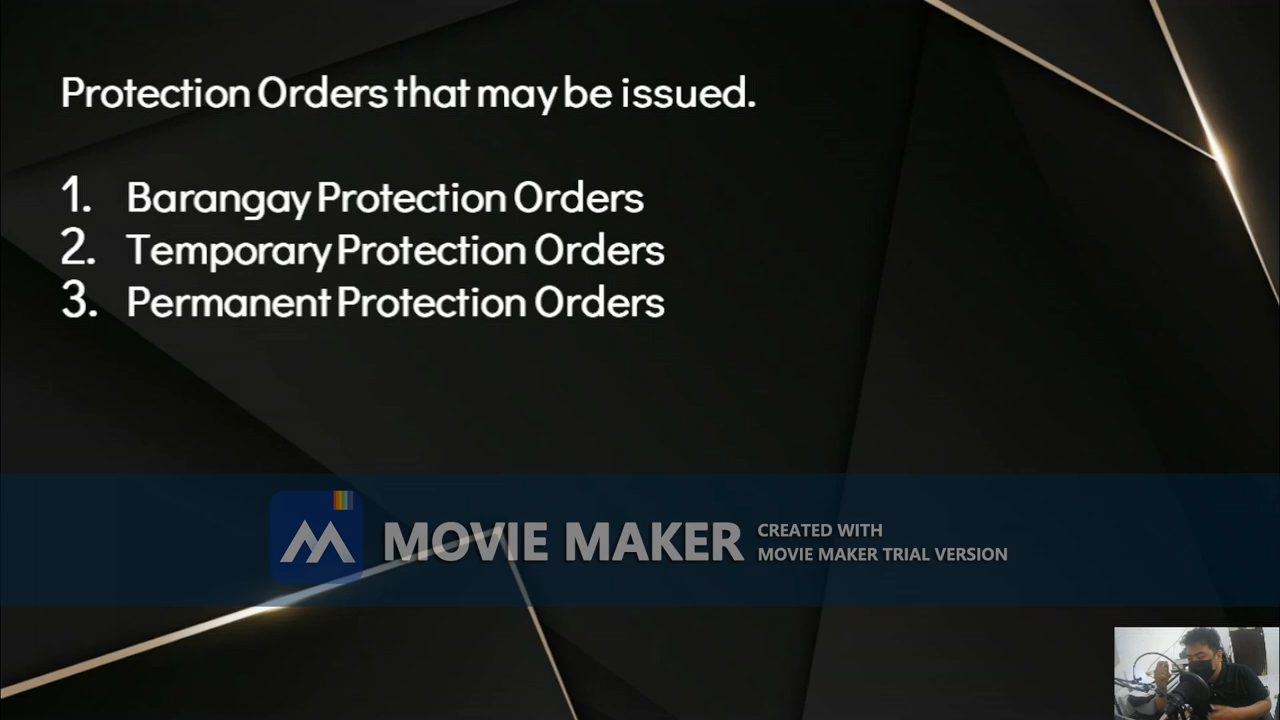 Protection Orders that may be issued.
1. Barangay Protection Orders
2. Temporary Protection Orders
3. Permanent Protection Orders
MOVIE MAKER
CREATED WITH
MOVIE MAKER TRIAL VERSION